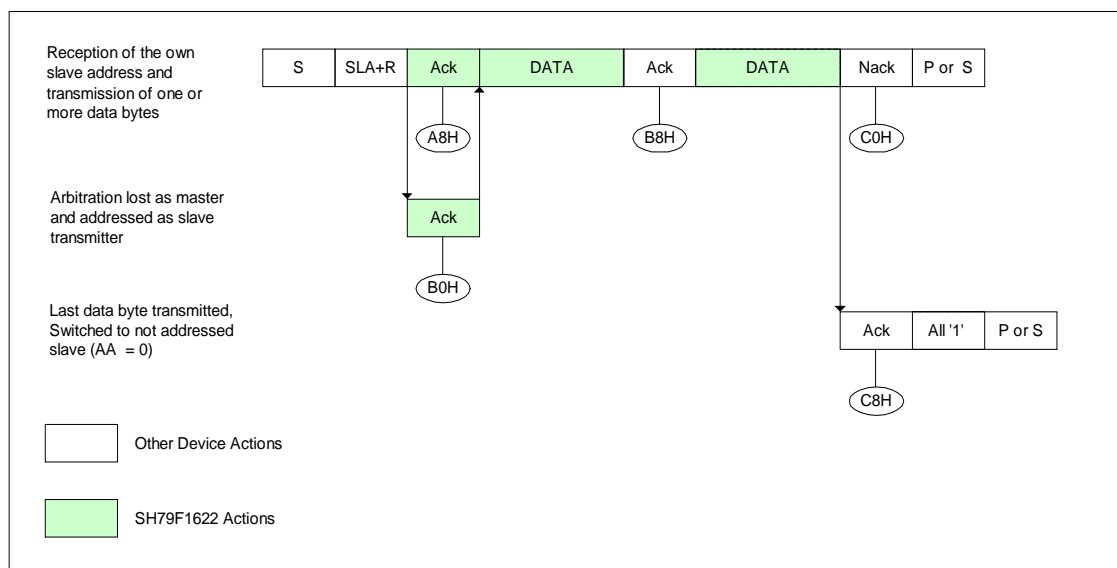 Reception of the own
slave address and
transmission of one or
more data bytes
S SLA+R Ack DATA Ack DATA Nack P or S
A8H B8H C0H
Arbitration lost as master
and addressed as slave
transmitter
Ack
B0H
Last data byte transmitted,
Switched to not addressed
slave (AA = 0)
Ack All '1' P or S
C8H
Other Device Actions
SH79F1622 Actions